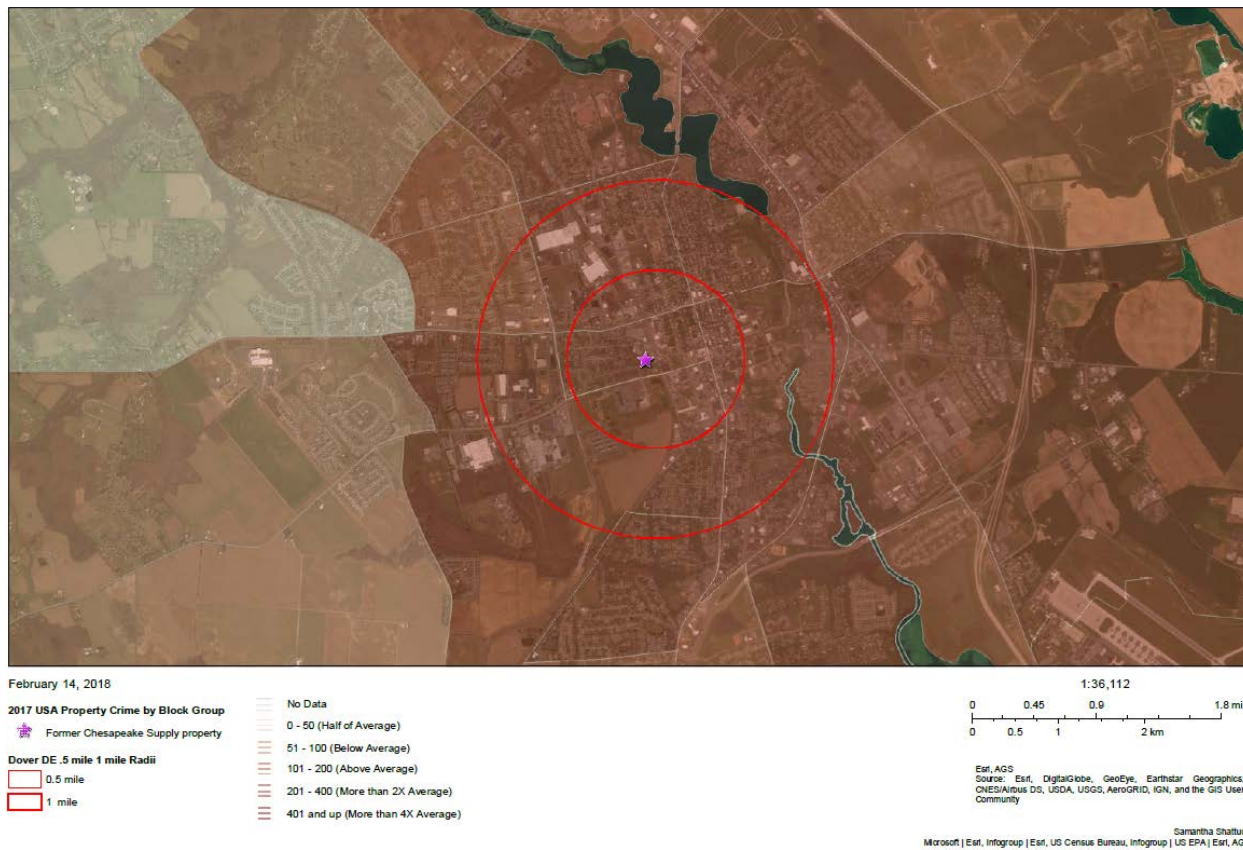 February 14, 2018
2017 USA Property Crime by Block Group
Former Chesapeake Supply property
Dover DE .5 mile 1 mile Radii
0.5 mile
1 mile
No Data
0 - 50 (Half of Average)
51 - 100 (Below Average)
101 - 200 (Above Average)
201 - 400 (More than 2X Average)
401 and up (More than 4X Average)
1:36,112
0 0.45 0.9 1.8 mi
0 0.5 1 2 km
Esri, AGS
Source: Esri, DigitalGlobe, GeoEye, Earthstar Geographics,
CNES/Airbus DS, USDA, USGS, AeroGRID, IGN, and the GIS User
Community
Samantha Shattuc
Microsoft | Esri, Infogroup | Esri, US Census Bureau, Infogroup | US EPA | Esri, AG